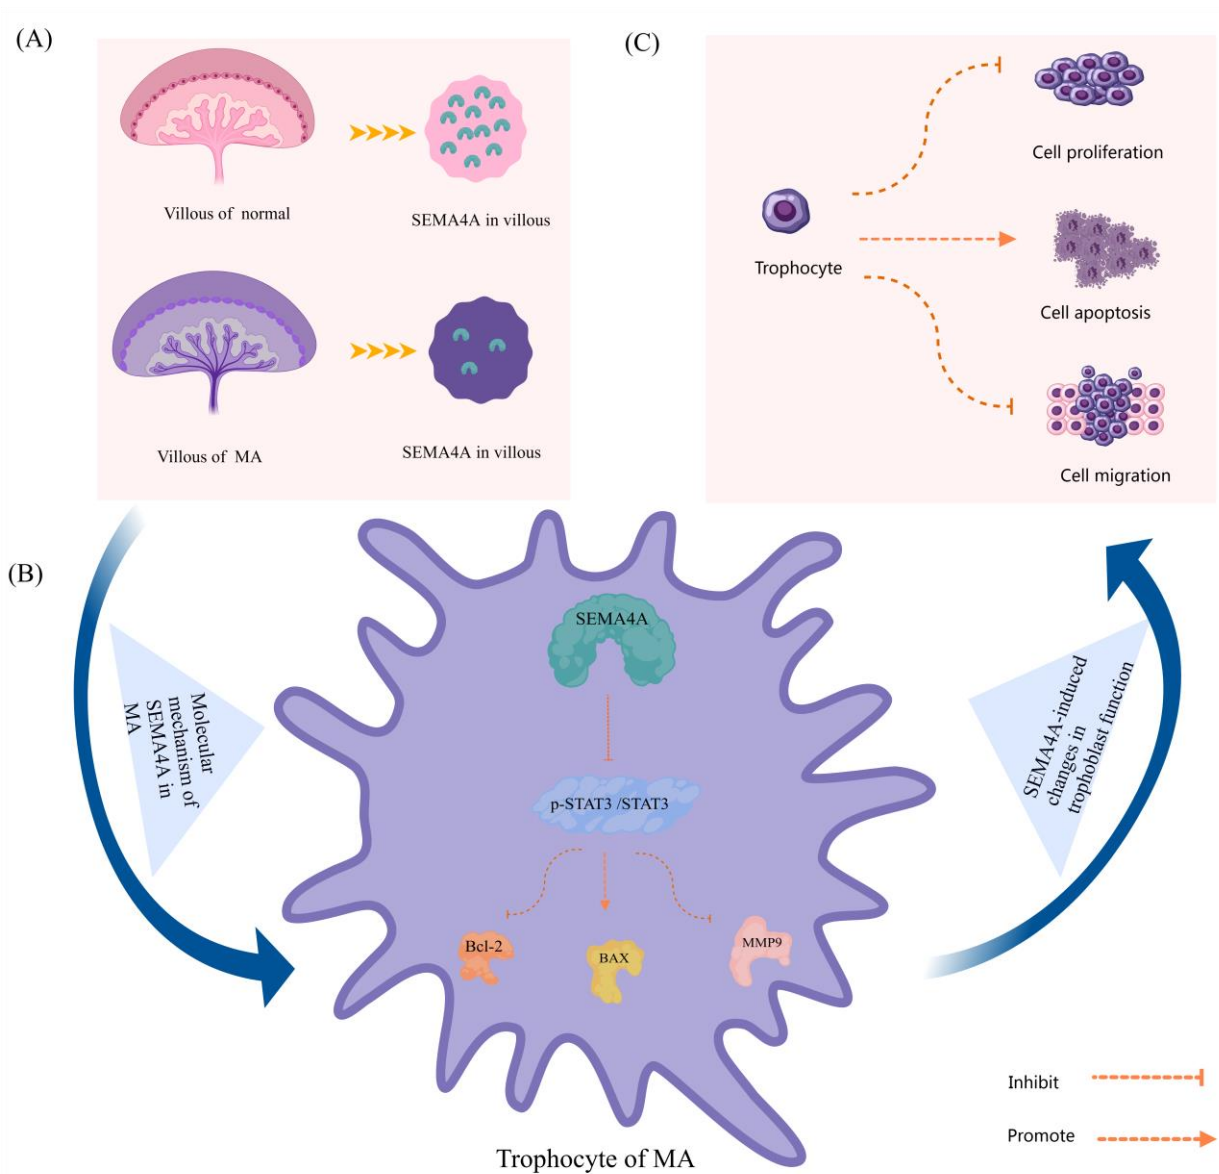 (A)
Villous of normal
SEMA4A in villous
Villous of MA
SEMA4A in villous
(C)
Cell proliferation
Trophocyte
Cell apoptosis
Cell migration
(B)
Molecular
mechanism of
SEMA4A in
MA
SEMA4A
p-STAT3 /STAT3
Bcl-2
BAX
MMP9
Trophocyte of MA
SEMA4A-induced
changes in
trophoblast function
Inhibit
Promote